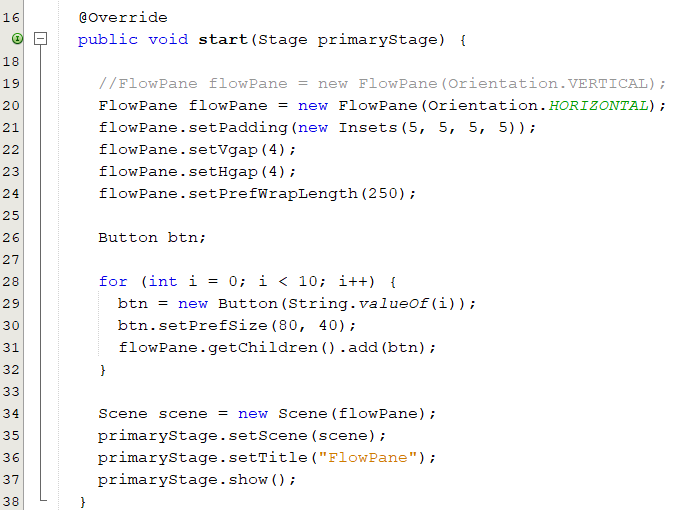 16 @Override
public void start(Stage primaryStage) {
18
19 //FlowPane flowPane = new FlowPane(Orientation.VERTICAL);
20 FlowPane flowPane = new FlowPane(Orientation.HORIZONTAL);
21 flowPane.setPadding(new Insets(5, 5, 5, 5));
22 flowPane.setVgap(4);
23 flowPane.setHgap(4);
24 flowPane.setPrefWrapLength(250);
25
26 Button btn;
27
28 for (int i = 0; i < 10; i++) {
29 btn = new Button(String.valueOf(i));
30 btn.setPrefSize(80, 40);
31 flowPane.getChildren().add(btn);
32 }
33
34 Scene scene = new Scene(flowPane);
35 primaryStage.setScene(scene);
36 primaryStage.setTitle("FlowPane");
37 primaryStage.show();
38 }